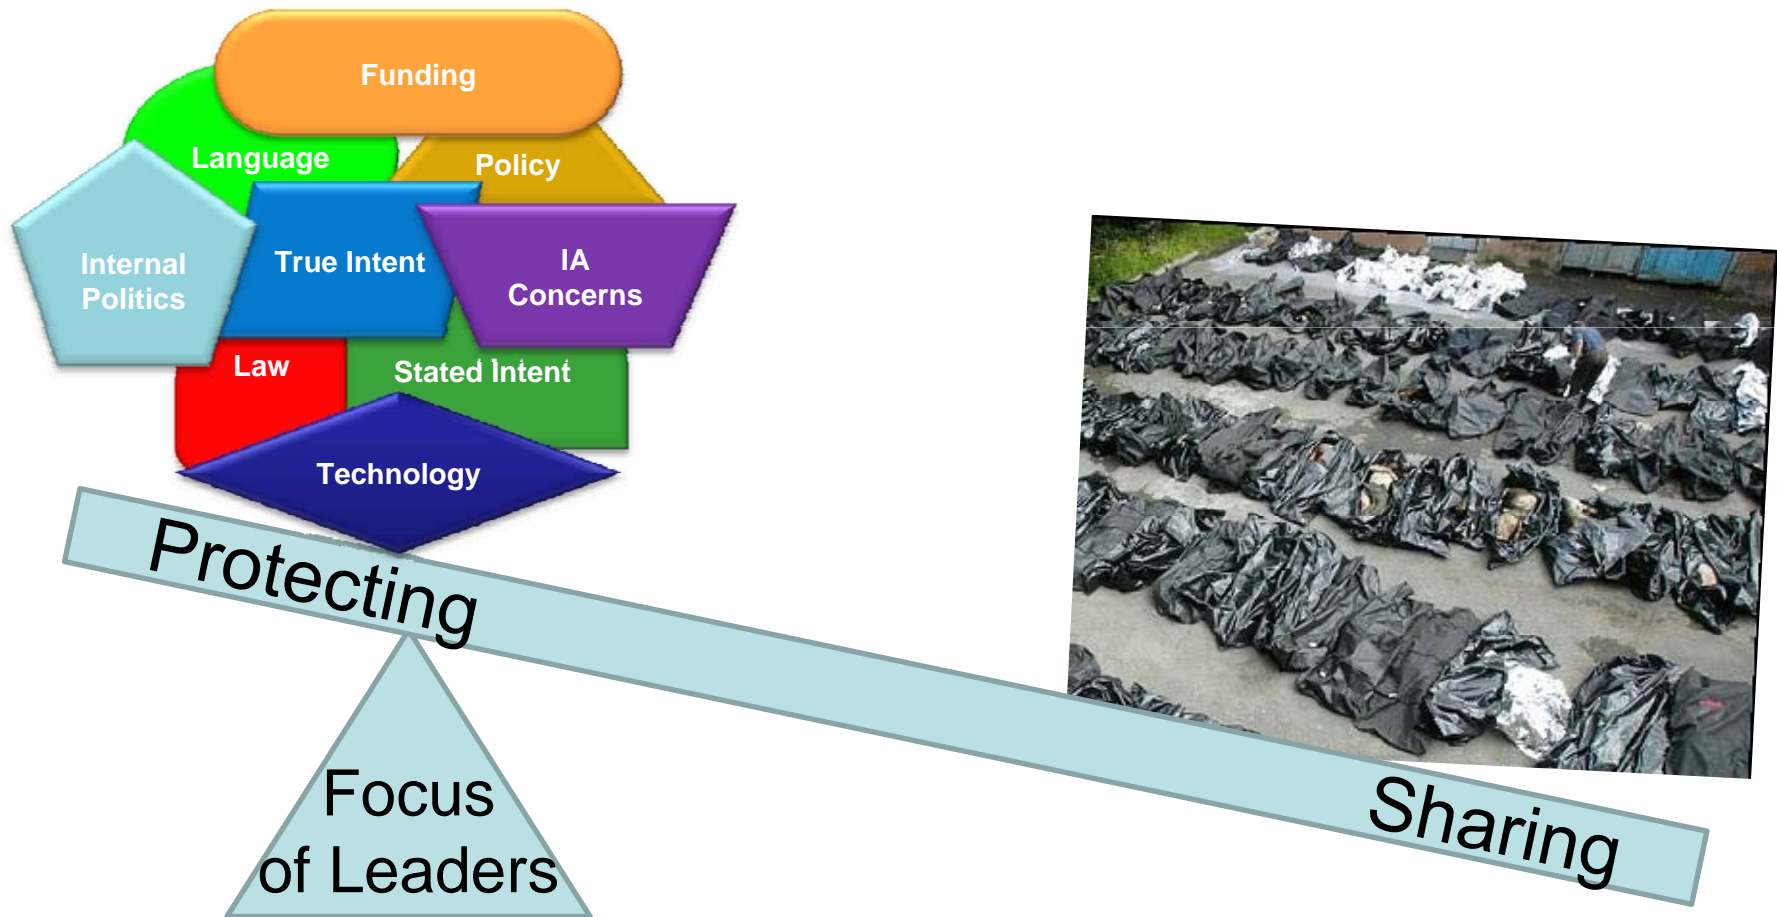 Funding
Language
Policy
Internal
Politics
True Intent
IA
Concerns
Law
Stated Intent
Technology
Protecting
Sharing
Focus
of Leaders